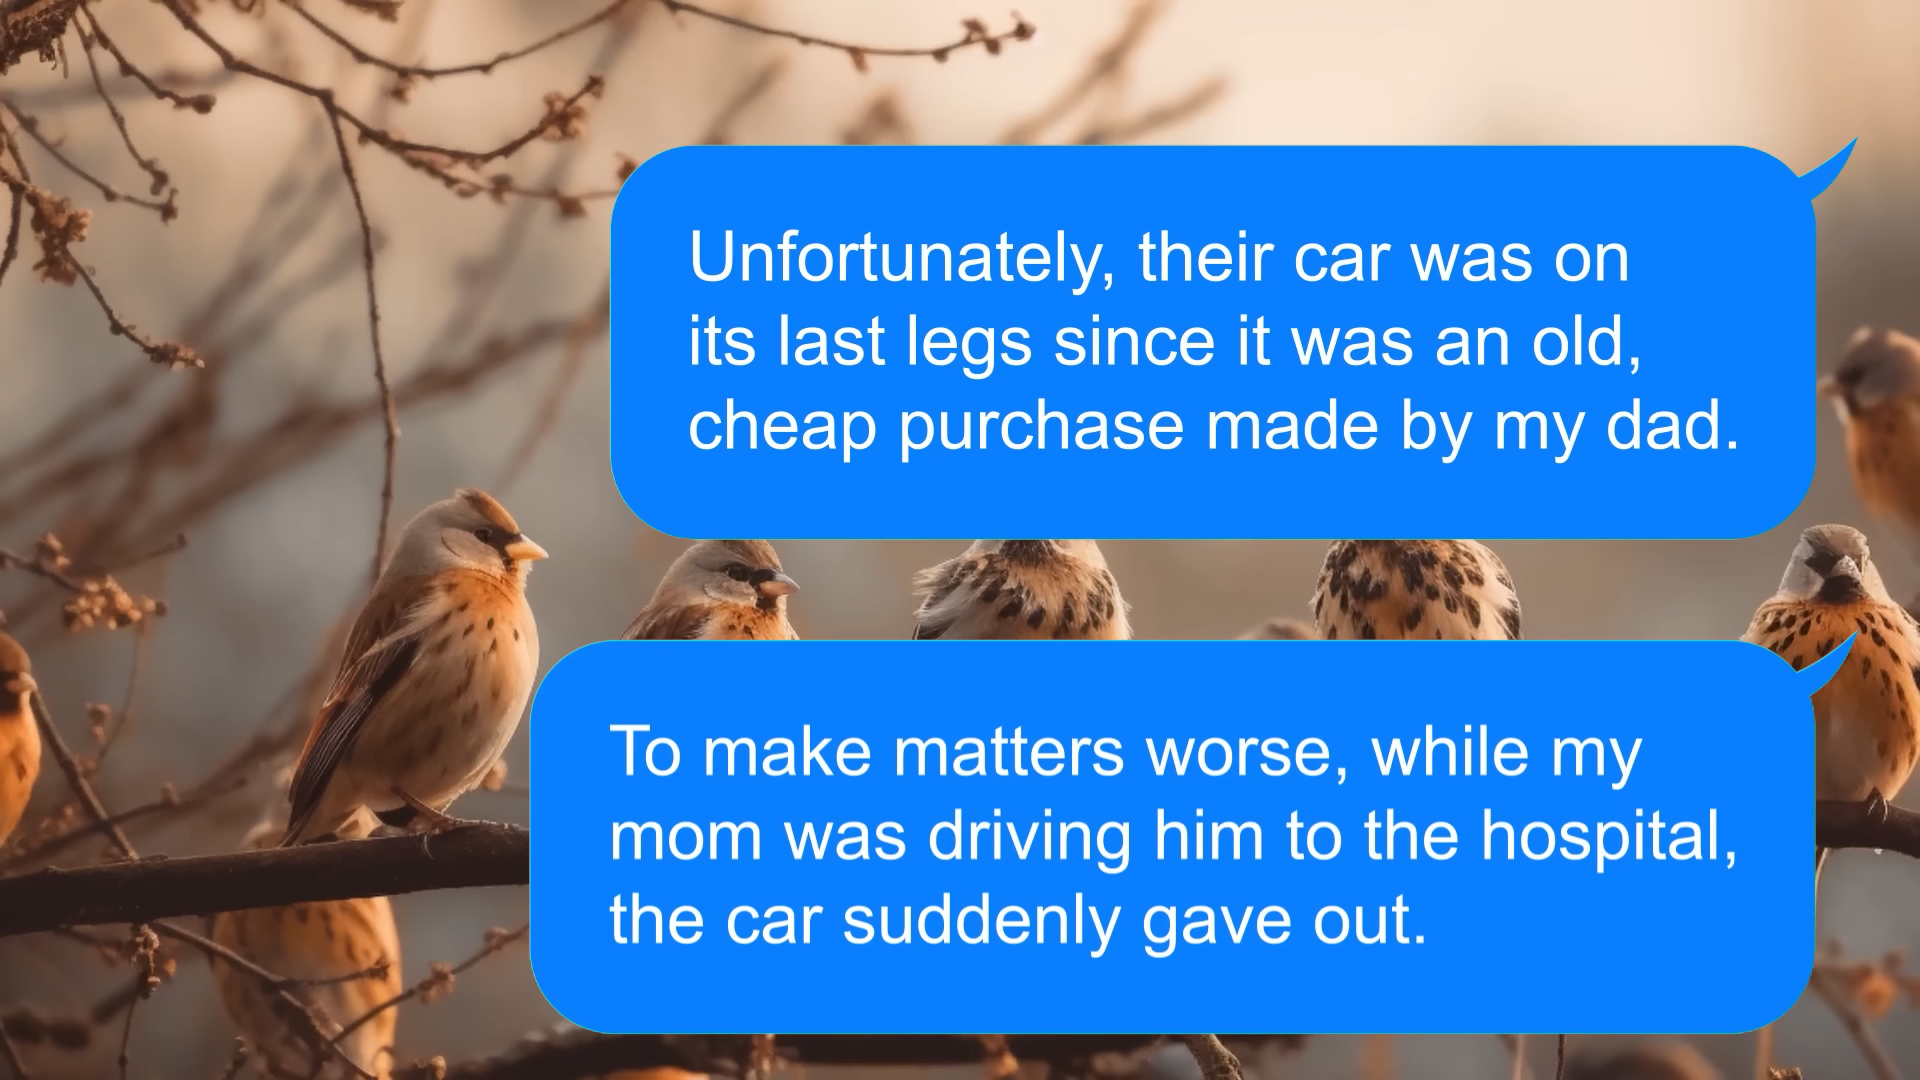 Unfortunately, their car was on
its last legs since it was an old,
cheap purchase made by my dad.
To make matters worse, while my
mom was driving him to the hospital,
the car suddenly gave out.